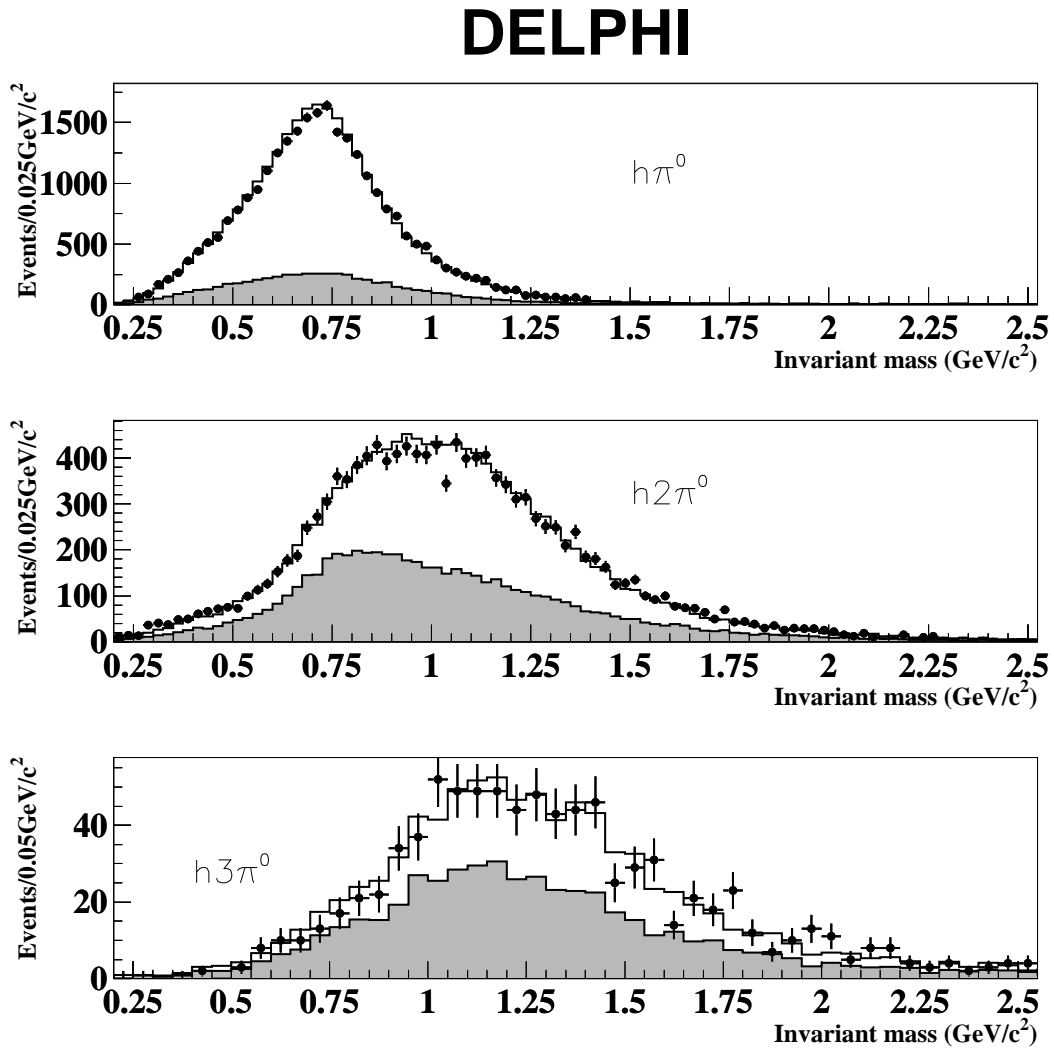 DELPHI
Events/0.025GeV/c²
1500
1000
500
0
hπ⁰
0.25 0.5 0.75 1 1.25 1.5 1.75 2 2.25 2.5
Invariant mass (GeV/c²)
Events/0.025GeV/c²
400
300
200
100
0
h2π⁰
0.25 0.5 0.75 1 1.25 1.5 1.75 2 2.25 2.5
Invariant mass (GeV/c²)
Events/0.05GeV/c²
40
20
0
h3π⁰
0.25 0.5 0.75 1 1.25 1.5 1.75 2 2.25 2.5
Invariant mass (GeV/c²)